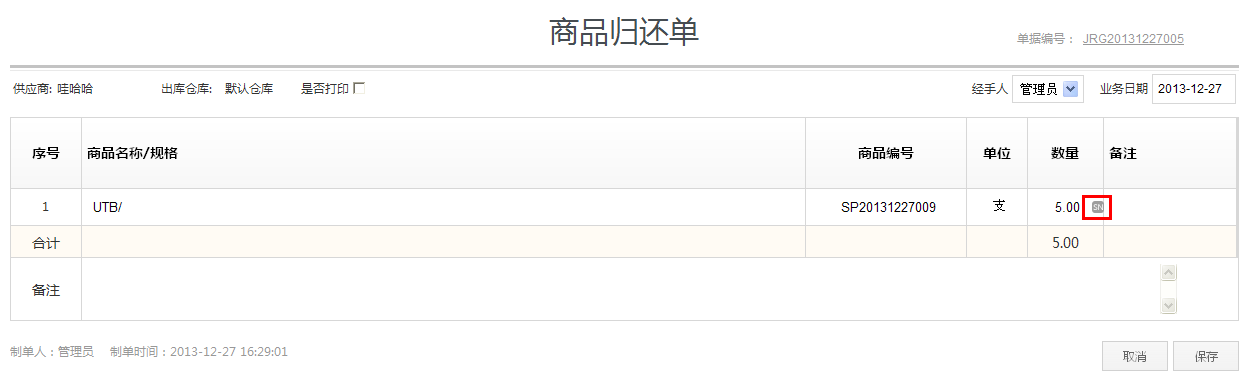 商品归还单
单据编号： JRG20131227005
供应商: 哇哈哈 出库仓库: 默认仓库 是否打印 经手人 管理员 业务日期 2013-12-27
序号 商品名称/规格 商品编号 单位 数量 备注
1 UTB/ SP20131227009 支 5.00 SN
合计 5.00
备注
制单人：管理员 制单时间：2013-12-27 16:29:01 取消 保存